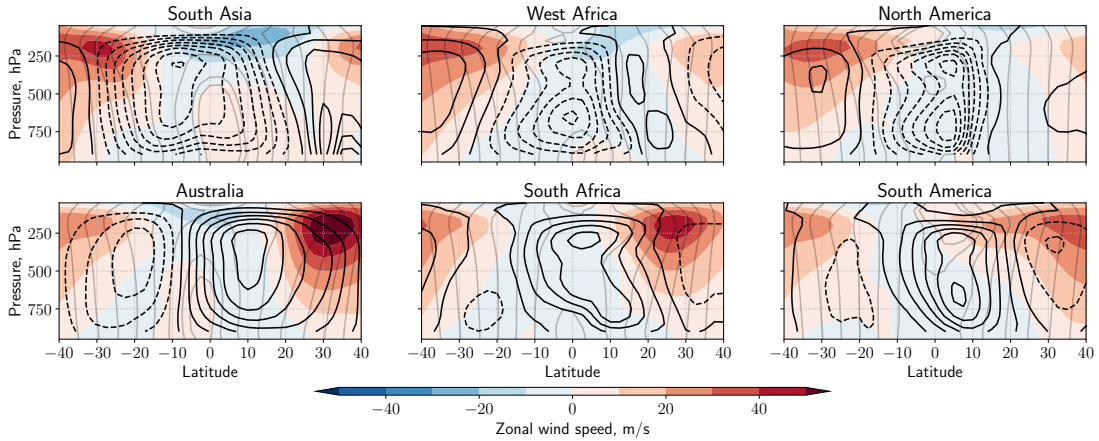 South Asia
West Africa
North America
Pressure, hPa
250
500
750
Australia
South Africa
South America
Pressure, hPa
250
500
750
−40 −30 −20 −10 0 10 20 30 40
−40 −30 −20 −10 0 10 20 30 40
−40 −30 −20 −10 0 10 20 30 40
Latitude
Latitude
Latitude
−40 −20 0 20 40
Zonal wind speed, m/s